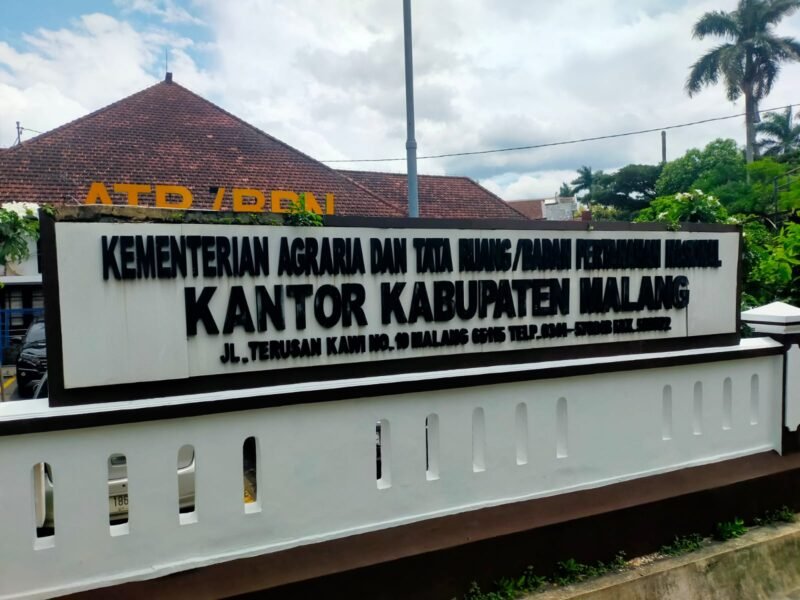 ATR/BPN
KEMENTERIAN AGRARIA DAN TATA RUANG/BADAN PERTANAHAN NASIONAL
KANTOR KABUPATEN MALANG
JL. TERUSAN KAWI NO. 10 MALANG TELP.